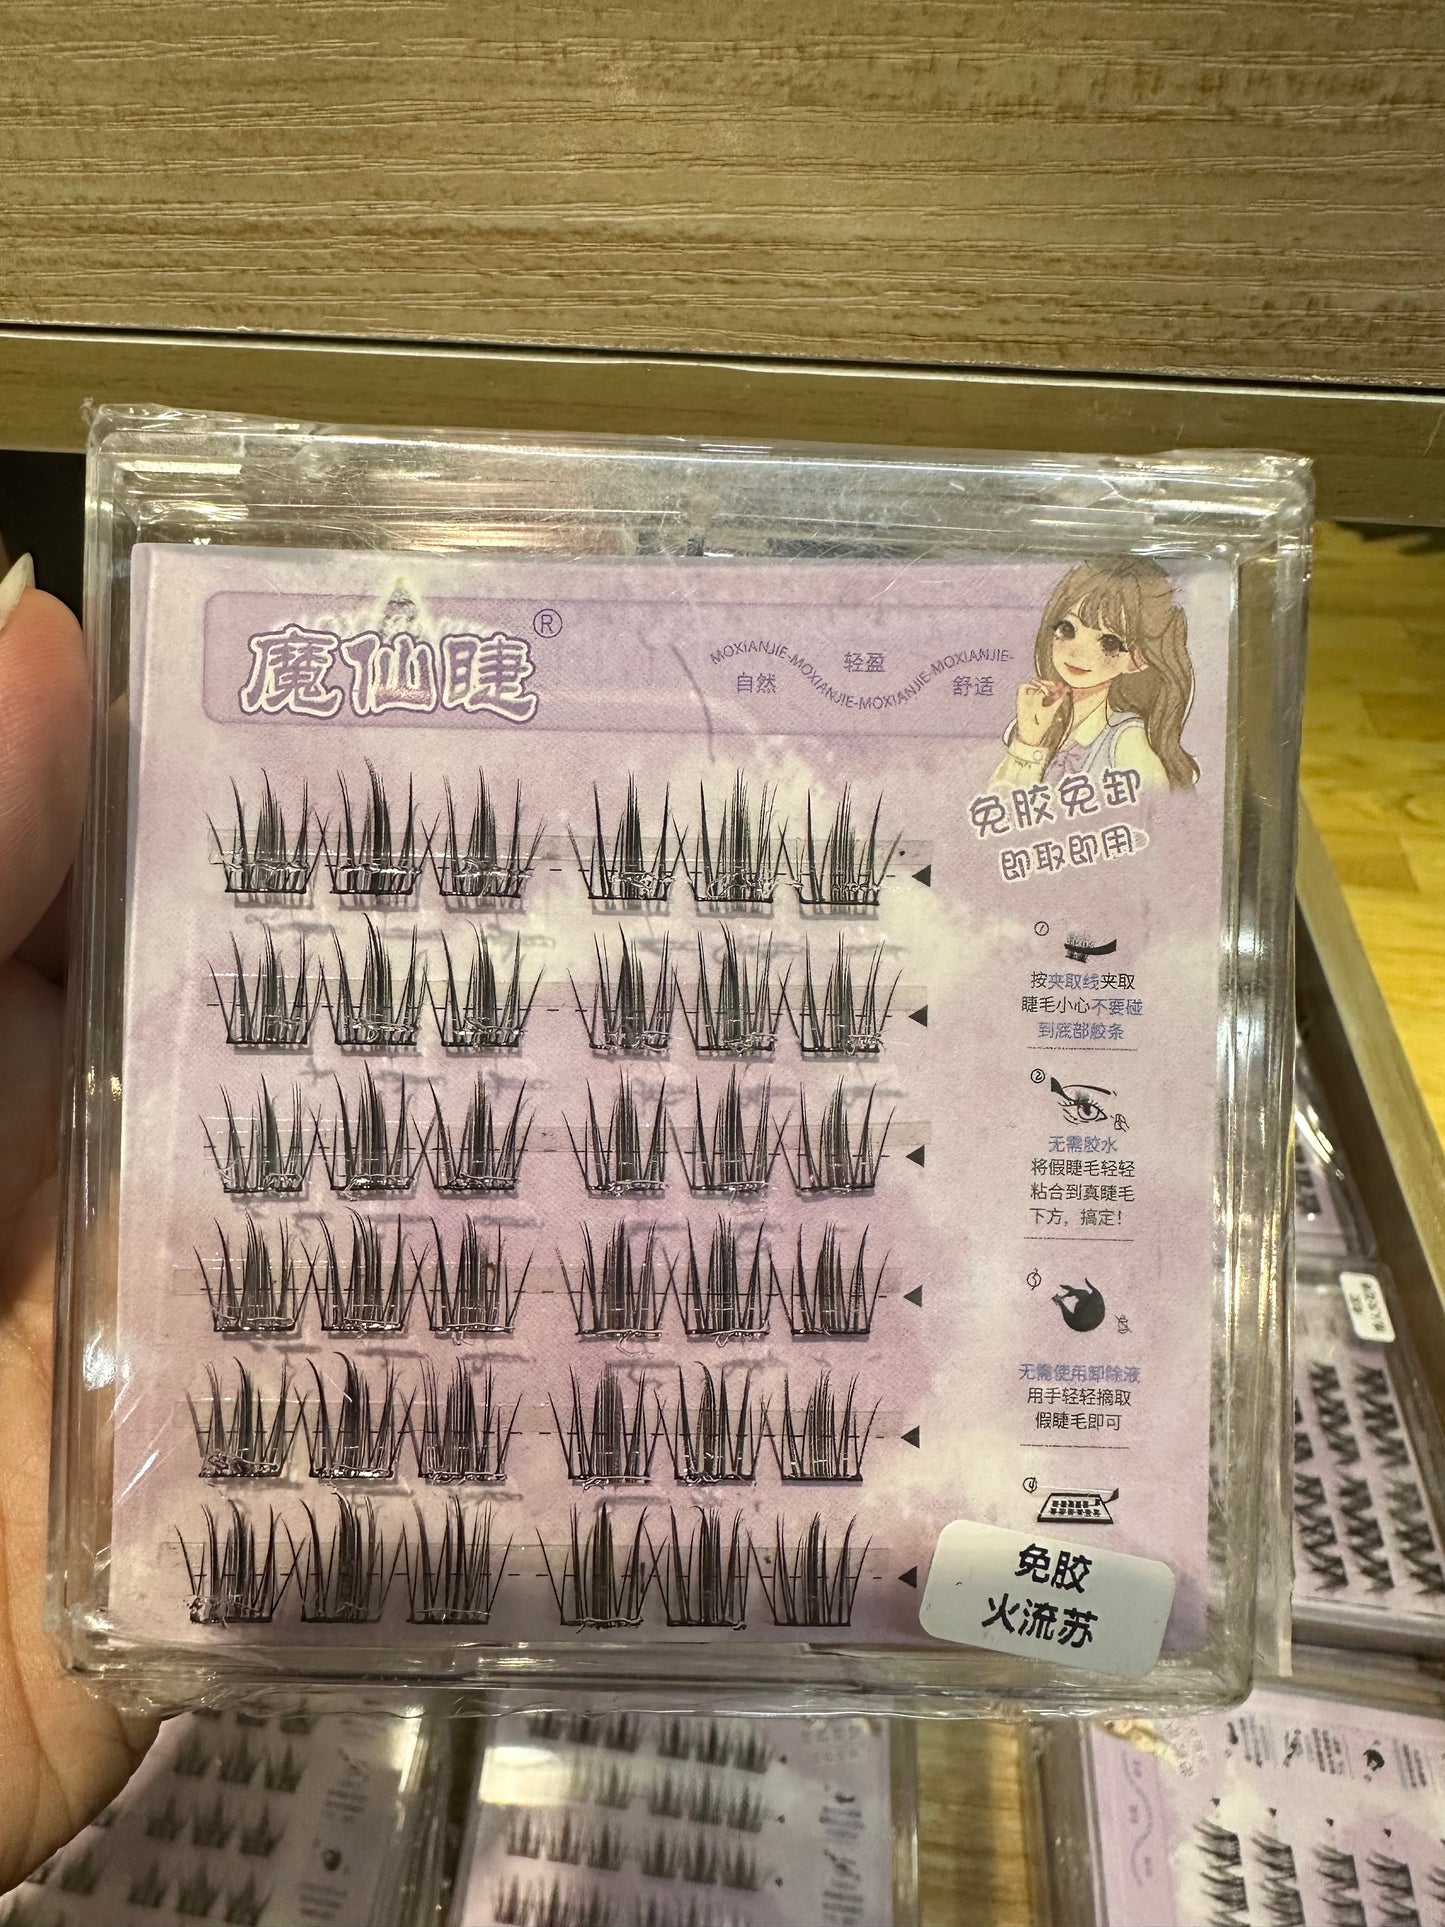 魔仙睫®
MOXIANJIE-MOXIANJIE-MOXIANJIE-MOXIANJIE-
自然
轻盈
舒适
免胶免卸
即取即用
①
按夹取线夹取
睫毛小心不要碰
到底部胶条
②
无需胶水
将假睫毛轻轻
粘合到真睫毛
下方，搞定！
③
无需使用卸除液
用手轻轻摘取
假睫毛即可
④
免胶
火流苏